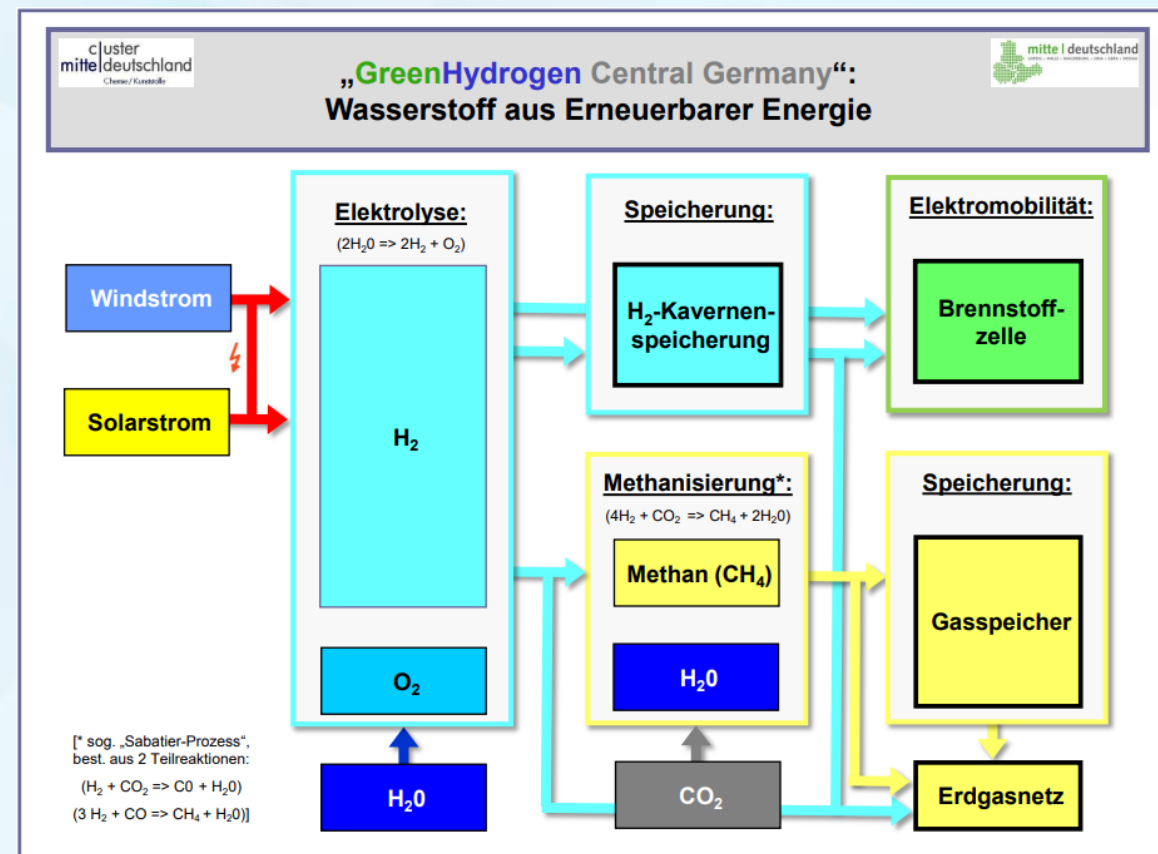 cluster
mitteldeutschland
Chemie / Kunststoffe
„GreenHydrogen Central Germany“:
Wasserstoff aus Erneuerbarer Energie
mitte | deutschland
Elektrolyse:
(2H₂0 => 2H₂ + O₂)
Speicherung:
Elektromobilität:
Windstrom
Solarstrom
H₂
H₂-Kavernen-
speicherung
Brennstoff-
zelle
Methanisierung*:
(4H₂ + CO₂ => CH₄ + 2H₂0)
Speicherung:
Methan (CH₄)
Gasspeicher
O₂
H₂0
[* sog. „Sabatier-Prozess“,
best. aus 2 Teilreaktionen:
(H₂ + CO₂ => C0 + H₂0)
(3 H₂ + CO => CH₄ + H₂0)]
H₂0
CO₂
Erdgasnetz